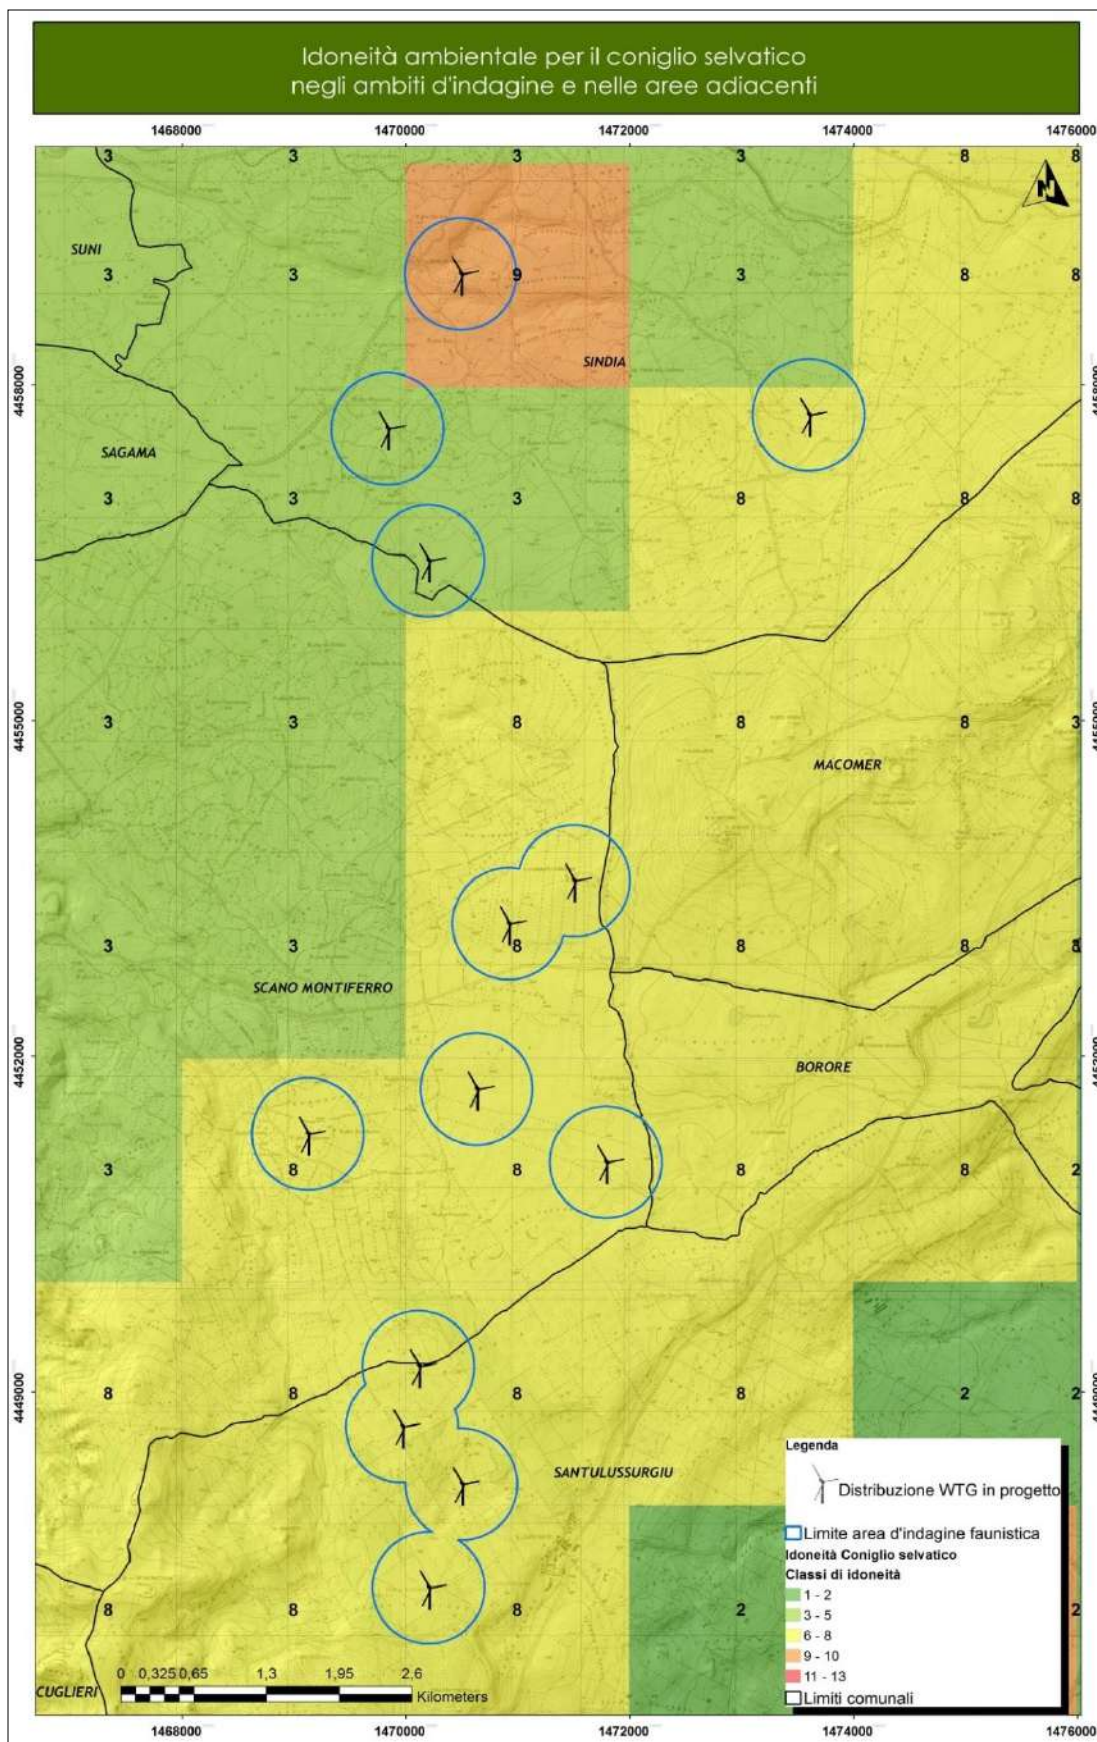 Idoneità ambientale per il coniglio selvatico
negli ambiti d'indagine e nelle aree adiacenti
1468000 1470000 1472000 1474000 1476000
3 3 3 3 8 8
N
SUNI
3 3 9 3 8 8
SINDIA
4458000 4458000
SAGAMA
3 3 3 8 8 8
4455000 4455000
3 3 8 8 8 3
MACOMER
3 3 8 8 8 8
SCANO MONTIFERRO
4452000 4452000
BORORE
3 8 8 8 8 2
4449000 4449000
8 8 8 8 2 2
SANTULUSSURGIU
Legenda
Distribuzione WTG in progetto
Limite area d'indagine faunistica
Idoneità Coniglio selvatico
Classi di idoneità
1 - 2
3 - 5
6 - 8
9 - 10
11 - 13
Limiti comunali
8 8 8 2 2
0 0,325 0,65 1,3 1,95 2,6
Kilometers
CUGLIERI
1468000 1470000 1472000 1474000 1476000